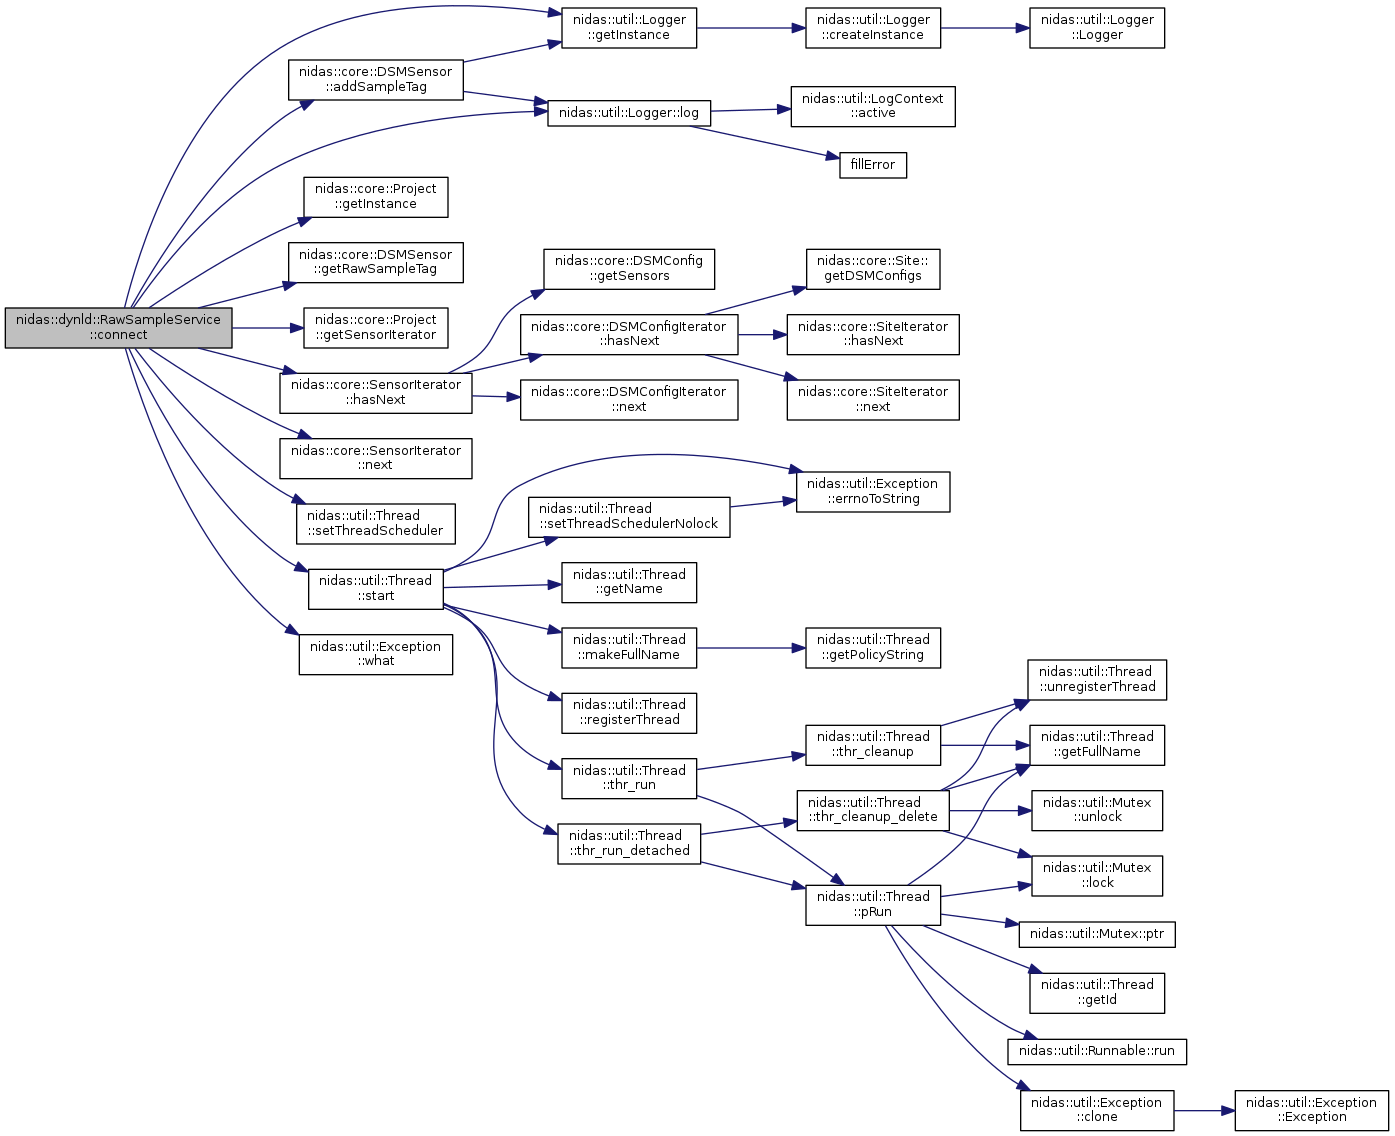 nidas::util::Logger
::getInstance
nidas::util::Logger
::createInstance
nidas::util::Logger
::Logger
nidas::core::DSMSensor
::addSampleTag
nidas::util::Logger::log
nidas::util::LogContext
::active
fillError
nidas::core::Project
::getInstance
nidas::core::DSMSensor
::getRawSampleTag
nidas::core::DSMConfig
::getSensors
nidas::core::Site::
getDSMConfigs
nidas::dynld::RawSampleService
::connect
nidas::core::Project
::getSensorIterator
nidas::core::DSMConfigIterator
::hasNext
nidas::core::SiteIterator
::hasNext
nidas::core::SensorIterator
::hasNext
nidas::core::DSMConfigIterator
::next
nidas::core::SiteIterator
::next
nidas::core::SensorIterator
::next
nidas::util::Exception
::errnoToString
nidas::util::Thread
::setThreadScheduler
nidas::util::Thread
::setThreadSchedulerNolock
nidas::util::Thread
::start
nidas::util::Thread
::getName
nidas::util::Exception
::what
nidas::util::Thread
::makeFullName
nidas::util::Thread
::getPolicyString
nidas::util::Thread
::unregisterThread
nidas::util::Thread
::registerThread
nidas::util::Thread
::thr_cleanup
nidas::util::Thread
::getFullName
nidas::util::Thread
::thr_run
nidas::util::Thread
::thr_cleanup_delete
nidas::util::Mutex
::unlock
nidas::util::Thread
::thr_run_detached
nidas::util::Mutex
::lock
nidas::util::Thread
::pRun
nidas::util::Mutex::ptr
nidas::util::Thread
::getId
nidas::util::Runnable::run
nidas::util::Exception
::clone
nidas::util::Exception
::Exception